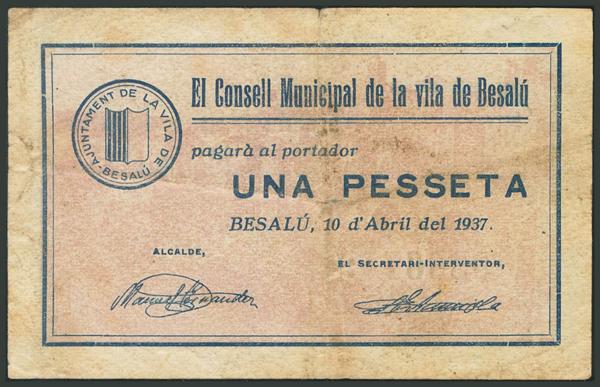 AJUNTAMENT DE LA VILA DE
-BESALÚ-
El Consell Municipal de la vila de Besalú
pagarà al portador
UNA PESSETA
BESALÚ, 10 d'Abril del 1937.
ALCALDE,
EL SECRETARI-INTERVENTOR,